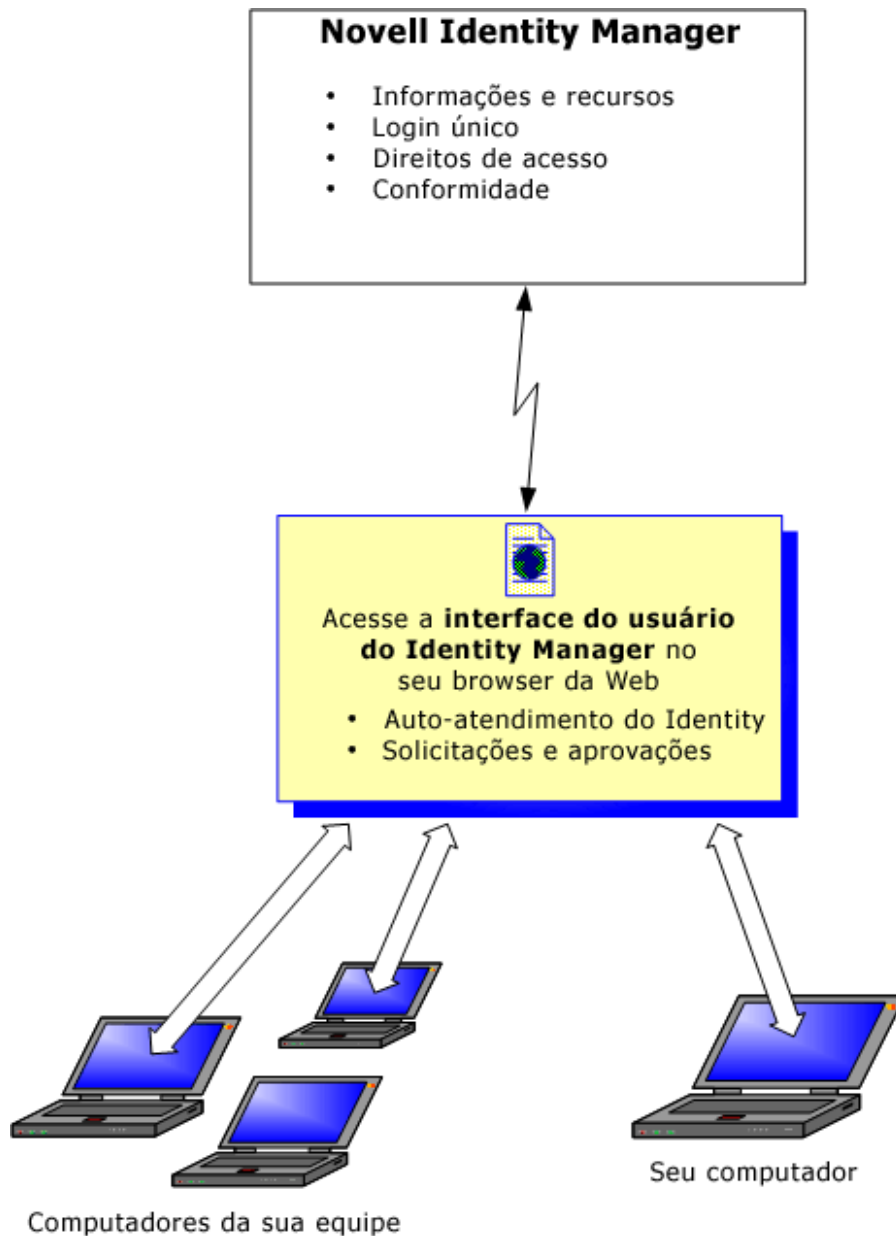 Novell Identity Manager
• Informações e recursos
• Login único
• Direitos de acesso
• Conformidade
Acesse a interface do usuário
do Identity Manager no
seu browser da Web
• Auto-atendimento do Identity
• Solicitações e aprovações
Seu computador
Computadores da sua equipe